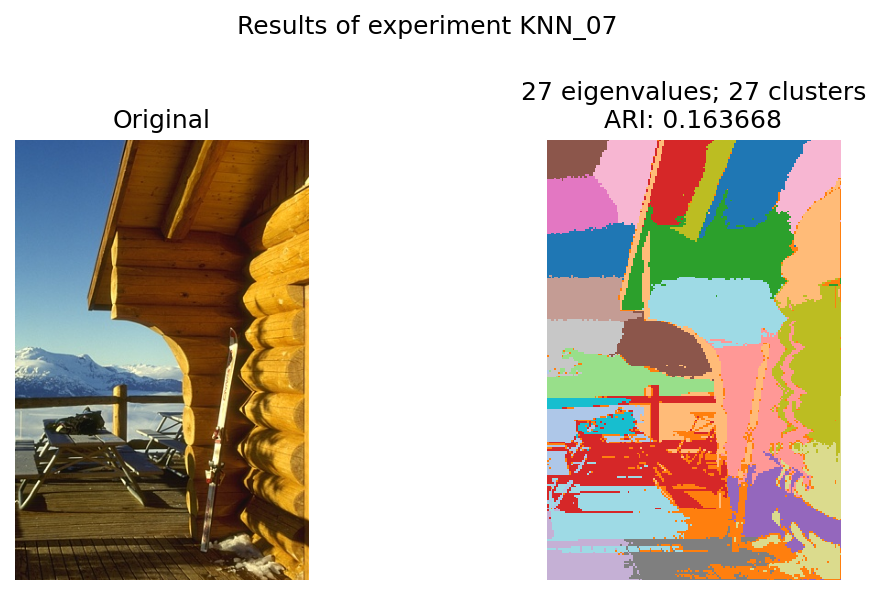 Results of experiment KNN_07
Original
27 eigenvalues; 27 clusters
ARI: 0.163668